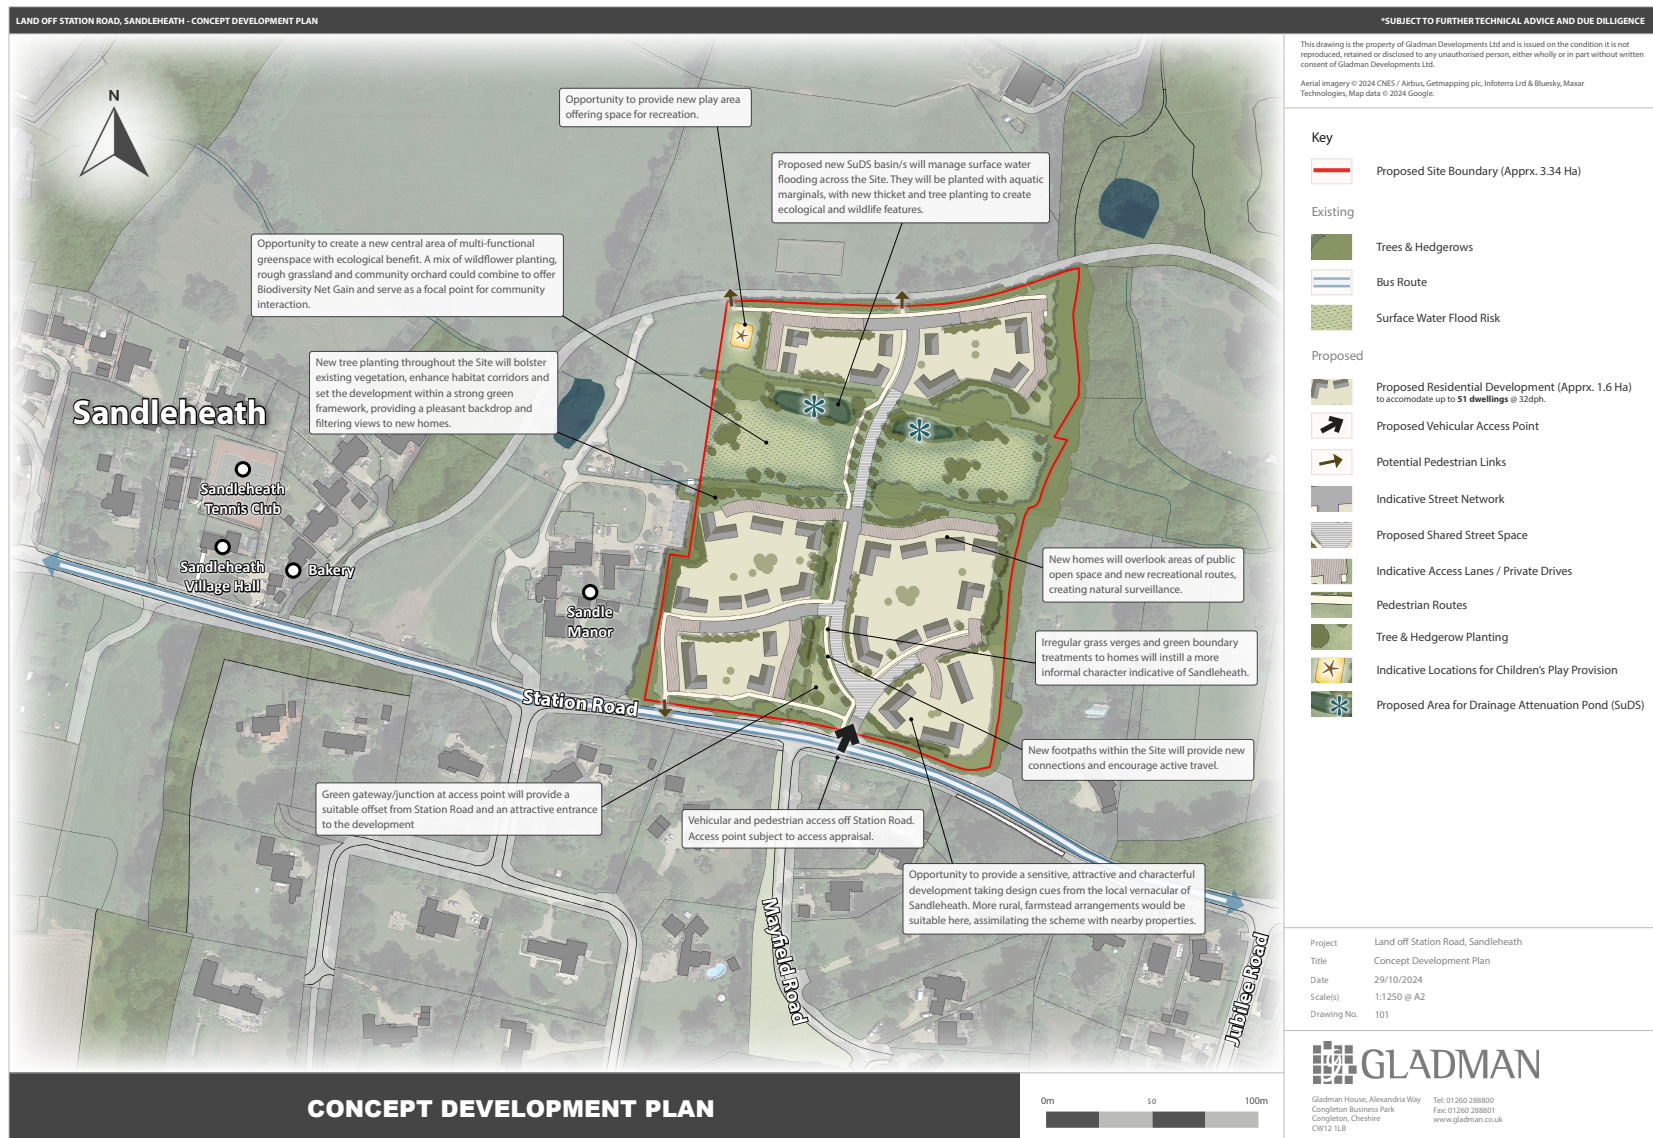 LAND OFF STATION ROAD, SANDLEHEATH - CONCEPT DEVELOPMENT PLAN
*SUBJECT TO FURTHER TECHNICAL ADVICE AND DUE DILLIGENCE
This drawing is the property of Gladman Developments Ltd and is issued on the condition it is not
reproduced, retained or disclosed to any unauthorised person, either wholly or in part without written
consent of Gladman Developments Ltd.
Aerial imagery © 2024 CNES / Airbus, Getmapping plc, Infoterra Lrd & Bluesky, Maxar
Technologies, Map data © 2024 Google.
N
Opportunity to provide new play area
offering space for recreation.
Proposed new SuDS basin/s will manage surface water
flooding across the Site. They will be planted with aquatic
marginals, with new thicket and tree planting to create
ecological and wildlife features.
Opportunity to create a new central area of multi-functional
greenspace with ecological benefit. A mix of wildflower planting,
rough grassland and community orchard could combine to offer
Biodiversity Net Gain and serve as a focal point for community
interaction.
New tree planting throughout the Site will bolster
existing vegetation, enhance habitat corridors and
set the development within a strong green
framework, providing a pleasant backdrop and
filtering views to new homes.
Sandleheath
Sandleheath
Tennis Club
Sandleheath
Village Hall
Bakery
Sandle
Manor
New homes will overlook areas of public
open space and new recreational routes,
creating natural surveillance.
Irregular grass verges and green boundary
treatments to homes will instill a more
informal character indicative of Sandleheath.
Station Road
New footpaths within the Site will provide new
connections and encourage active travel.
Green gateway/junction at access point will provide a
suitable offset from Station Road and an attractive entrance
to the development
Vehicular and pedestrian access off Station Road.
Access point subject to access appraisal.
Opportunity to provide a sensitive, attractive and characterful
development taking design cues from the local vernacular of
Sandleheath. More rural, farmstead arrangements would be
suitable here, assimilating the scheme with nearby properties.
Mayfield Road
Jubilee Road
Key
Proposed Site Boundary (Apprx. 3.34 Ha)
Existing
Trees & Hedgerows
Bus Route
Surface Water Flood Risk
Proposed
Proposed Residential Development (Apprx. 1.6 Ha)
to accomodate up to 51 dwellings @ 32dph.
Proposed Vehicular Access Point
Potential Pedestrian Links
Indicative Street Network
Proposed Shared Street Space
Indicative Access Lanes / Private Drives
Pedestrian Routes
Tree & Hedgerow Planting
Indicative Locations for Children's Play Provision
Proposed Area for Drainage Attenuation Pond (SuDS)
Project Land off Station Road, Sandleheath
Title Concept Development Plan
Date 29/10/2024
Scale(s) 1:1250 @ A2
Drawing No. 101
g GLADMAN
Gladman House, Alexandria Way Tel: 01260 288800
Congleton Business Park Fax: 01260 288801
Congleton, Cheshire www.gladman.co.uk
CW12 1LB
CONCEPT DEVELOPMENT PLAN
0m 50 100m